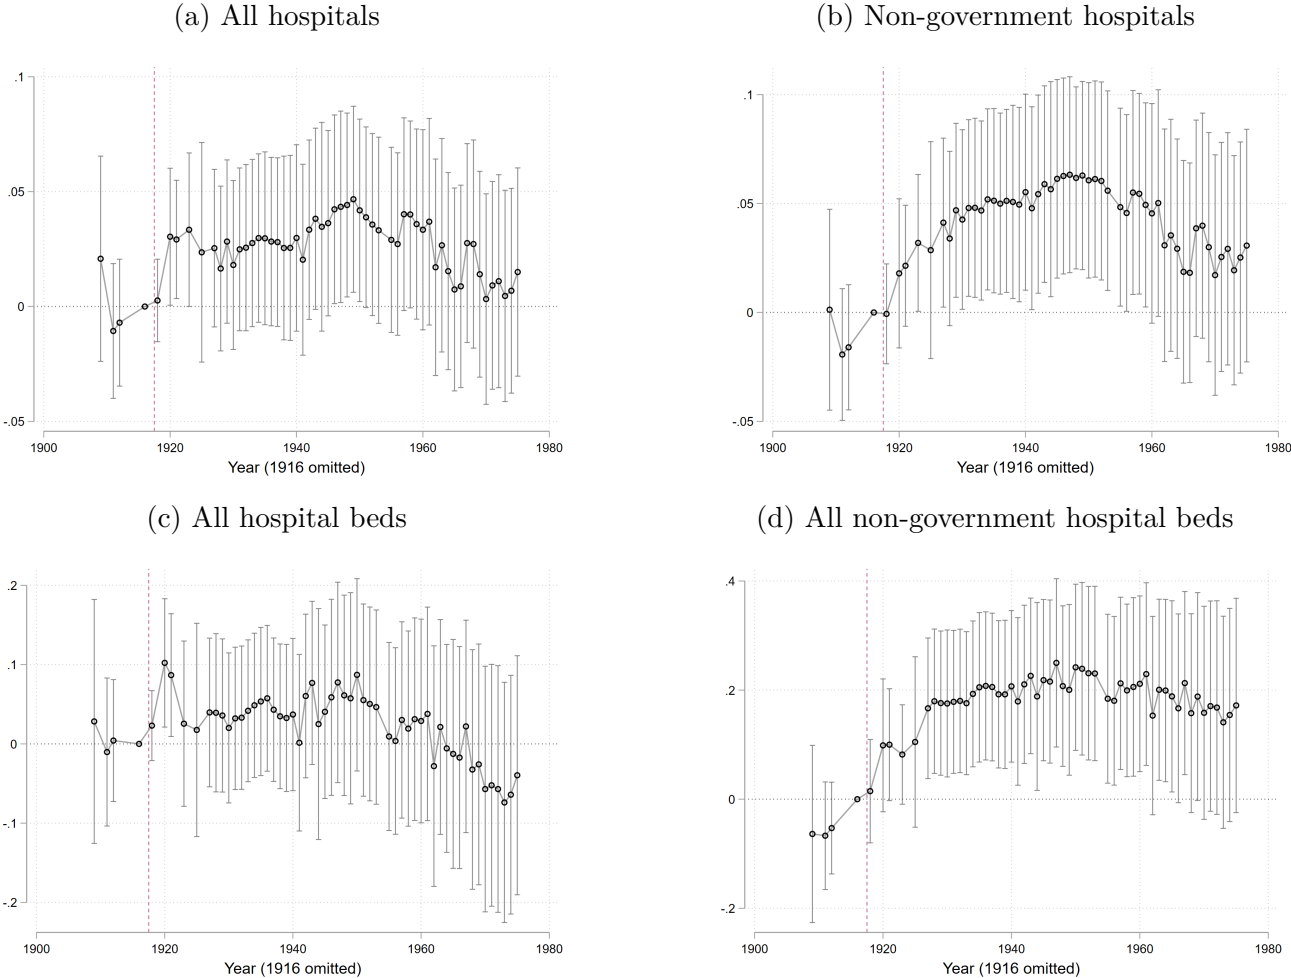 (a) All hospitals
.1
.05
0
-.05
1900 1920 1940 1960 1980
Year (1916 omitted)
(b) Non-government hospitals
.1
.05
0
-.05
1900 1920 1940 1960 1980
Year (1916 omitted)
(c) All hospital beds
.2
.1
0
-.1
-.2
1900 1920 1940 1960 1980
Year (1916 omitted)
(d) All non-government hospital beds
.4
.2
0
-.2
1900 1920 1940 1960 1980
Year (1916 omitted)